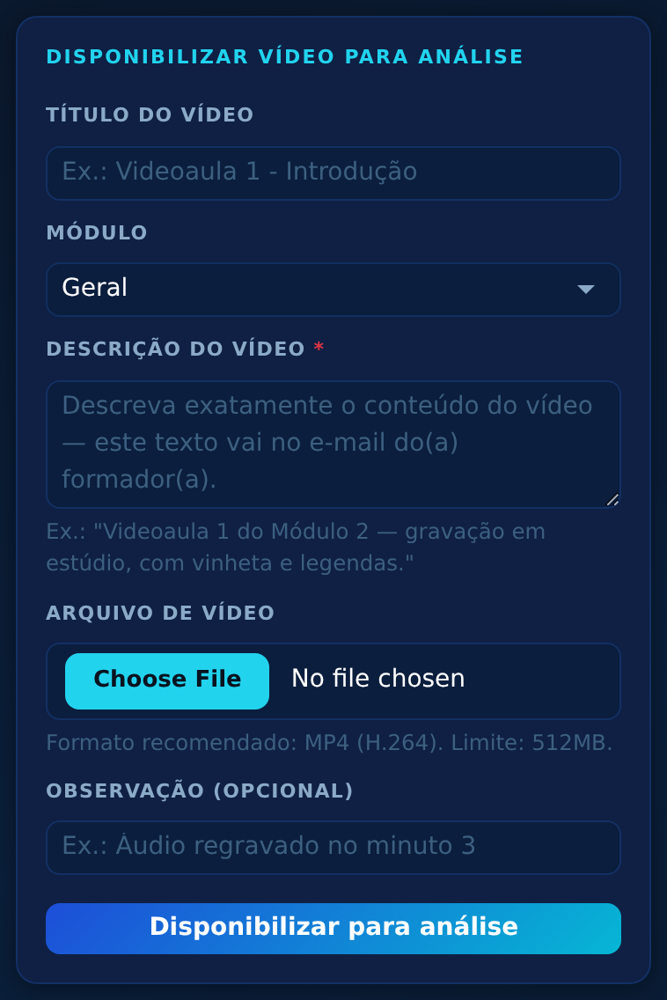 DISPONIBILIZAR VÍDEO PARA ANÁLISE
TÍTULO DO VÍDEO
Ex.: Videoaula 1 - Introdução
MÓDULO
Geral
DESCRIÇÃO DO VÍDEO *
Descreva exatamente o conteúdo do vídeo
— este texto vai no e-mail do(a)
formador(a).
Ex.: "Videoaula 1 do Módulo 2 — gravação em
estúdio, com vinheta e legendas."
ARQUIVO DE VÍDEO
Choose File No file chosen
Formato recomendado: MP4 (H.264). Limite: 512MB.
OBSERVAÇÃO (OPCIONAL)
Ex.: Áudio regravado no minuto 3
Disponibilizar para análise